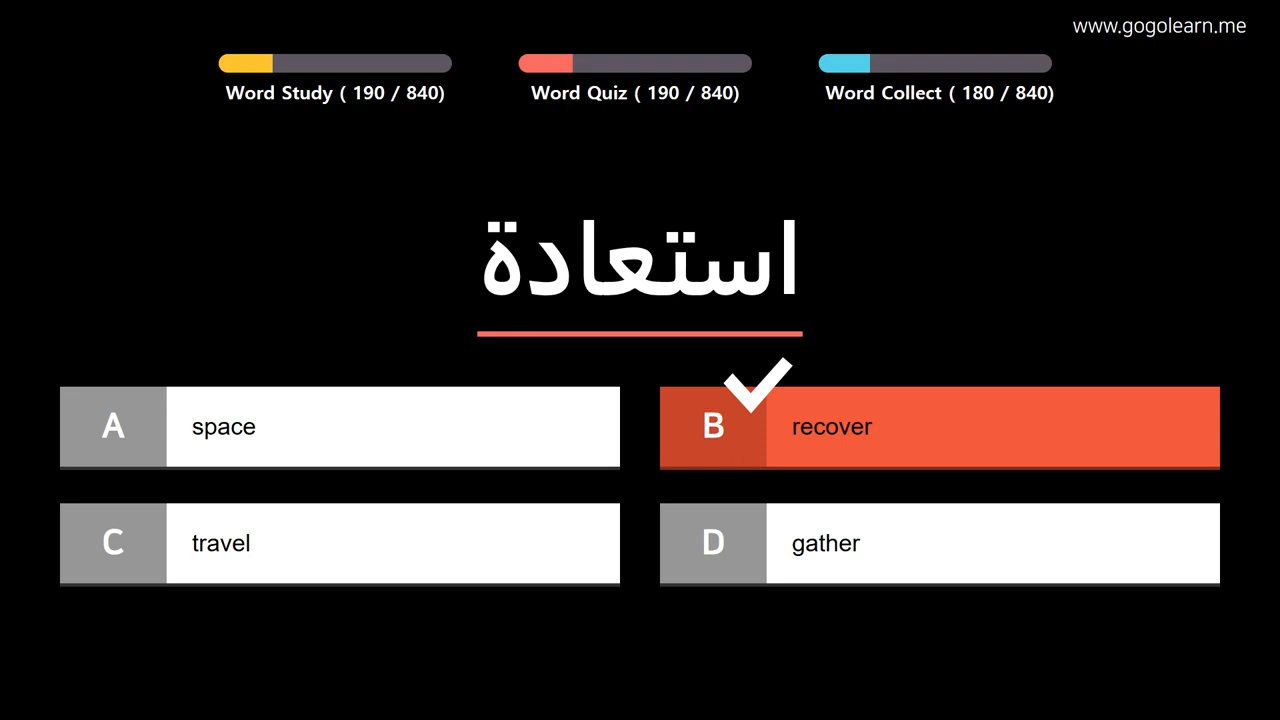 www.gogolearn.me
Word Study ( 190 / 840)
Word Quiz ( 190 / 840)
Word Collect ( 180 / 840)
استعادة
A space
B recover
C travel
D gather